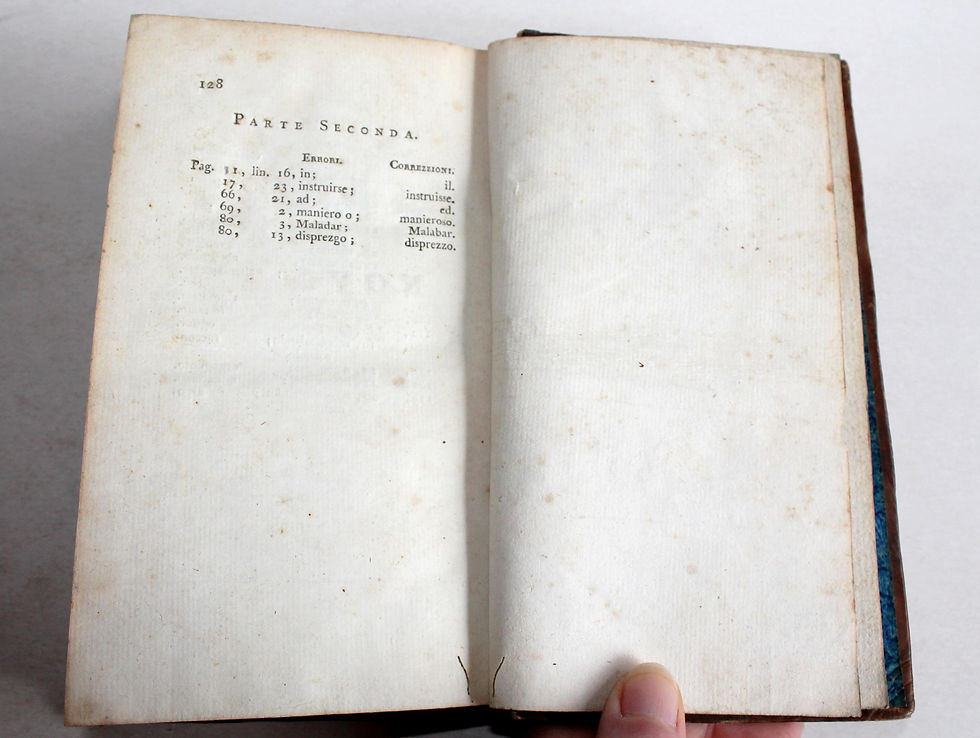 128
PARTE SECONDA.
ERRORI. CORREZZIONI.
Pag. 11, lin. 16, in; il.
17, 23, instruirse; instruisse.
66, 21, ad; ed.
69, 2, maniero o; manieroso.
80, 3, Maladar; Malabar.
80, 13, disprezgo; disprezzo.